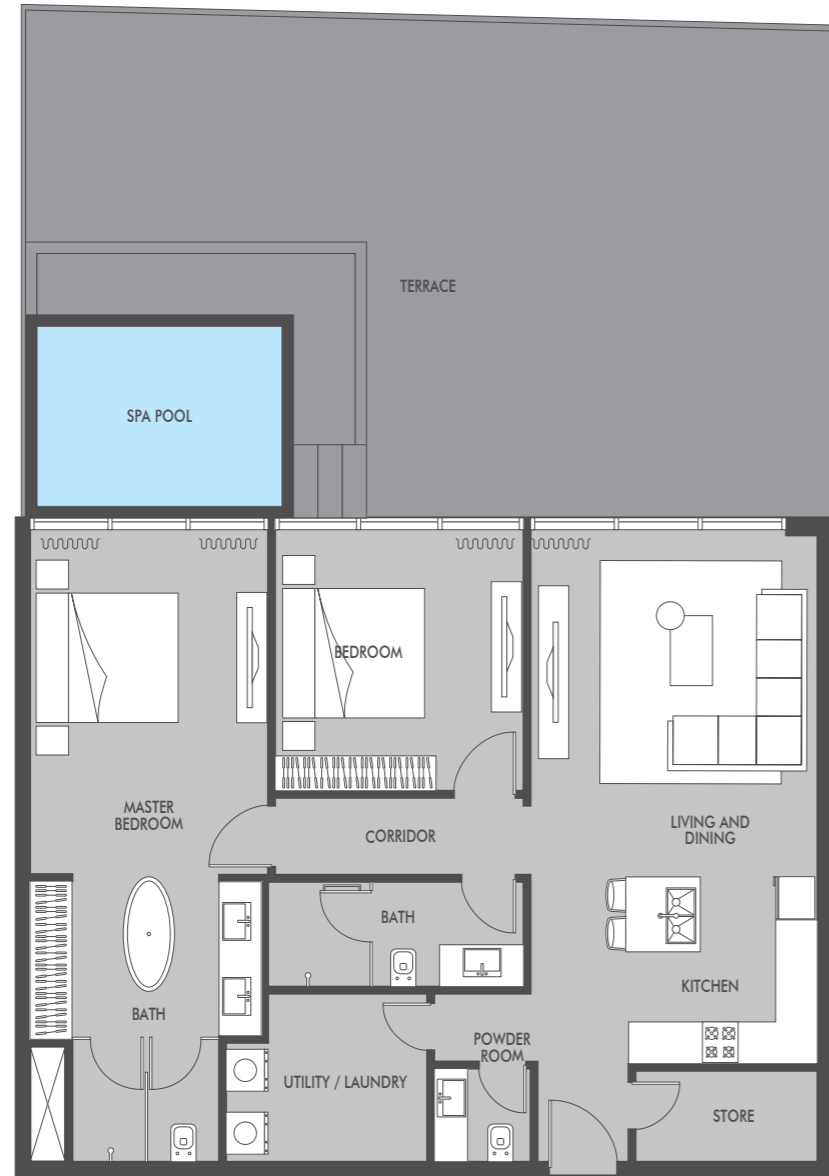 TERRACE
SPA POOL
BEDROOM
MASTER
BEDROOM
CORRIDOR
LIVING AND
DINING
BATH
KITCHEN
BATH
POWDER
ROOM
UTILITY / LAUNDRY
STORE